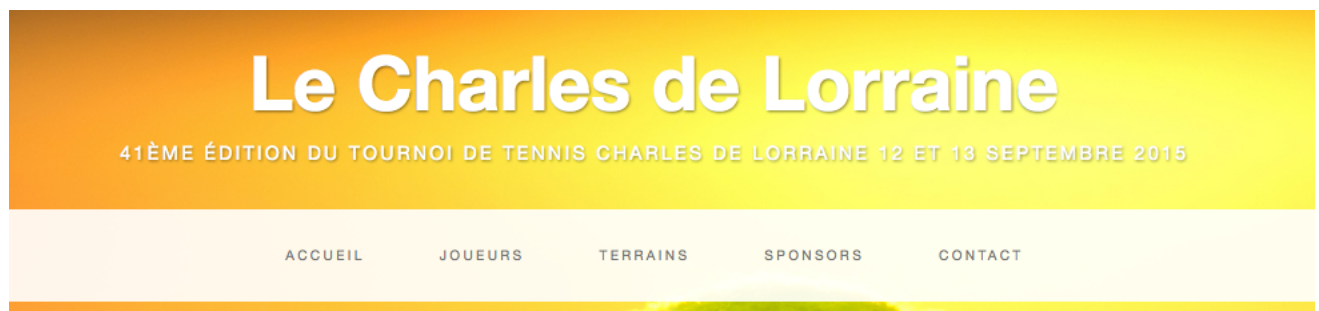 Le Charles de Lorraine
41ÈME ÉDITION DU TOURNOI DE TENNIS CHARLES DE LORRAINE 12 ET 13 SEPTEMBRE 2015
ACCUEIL JOUEURS TERRAINS SPONSORS CONTACT